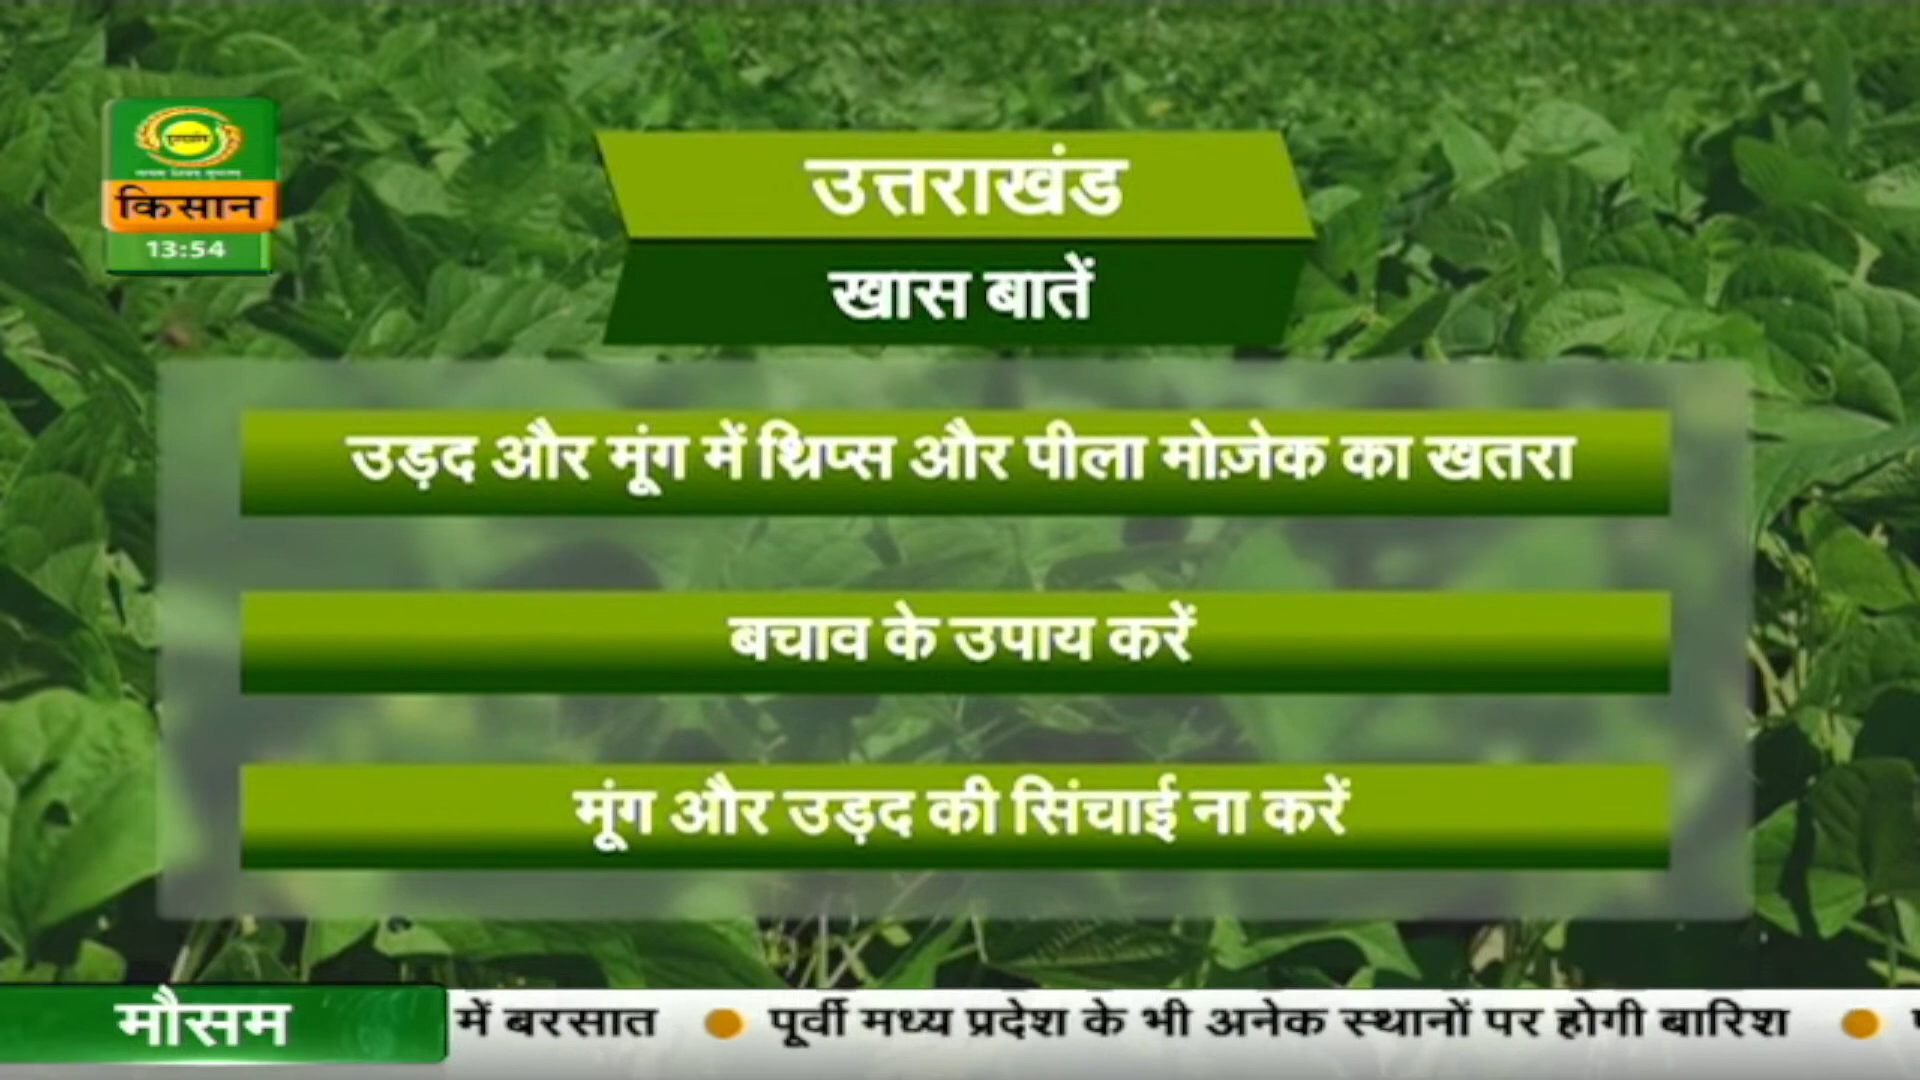 किसान
13:54
उत्तराखंड
खास बातें
उड़द और मूंग में थ्रिप्स और पीला मोज़ेक का खतरा
बचाव के उपाय करें
मूंग और उड़द की सिंचाई ना करें
मौसम
में बरसात ● पूर्वी मध्य प्रदेश के भी अनेक स्थानों पर होगी बारिश ●